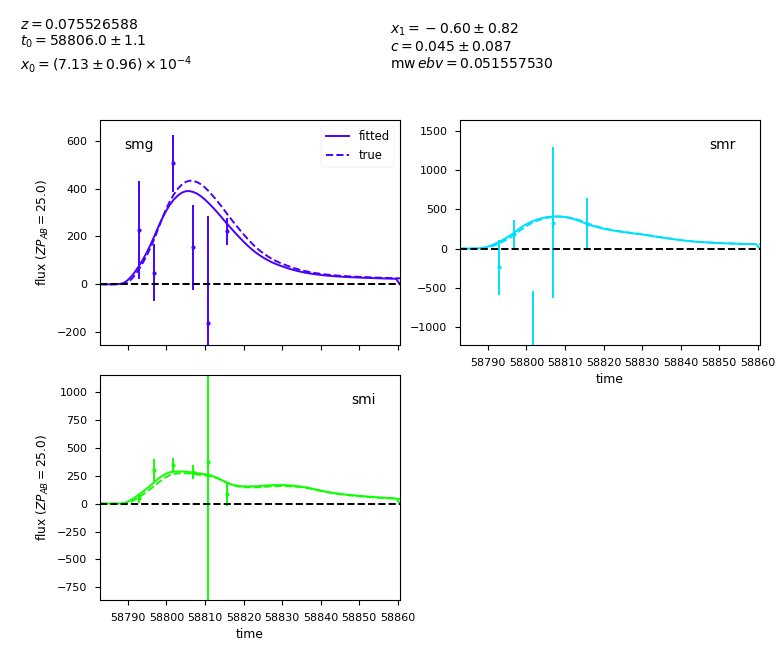 z = 0.075526588
t₀ = 58806.0 ± 1.1
x₀ = (7.13 ± 0.96) × 10⁻⁴
x₁ = −0.60 ± 0.82
c = 0.045 ± 0.087
mw ebv = 0.051557530
smg
fitted
true
600
400
200
0
−200
flux (ZP_AB = 25.0)
smr
1500
1000
500
0
−500
−1000
58790 58800 58810 58820 58830 58840 58850 58860
time
smi
1000
750
500
250
0
−250
−500
−750
flux (ZP_AB = 25.0)
58790 58800 58810 58820 58830 58840 58850 58860
time